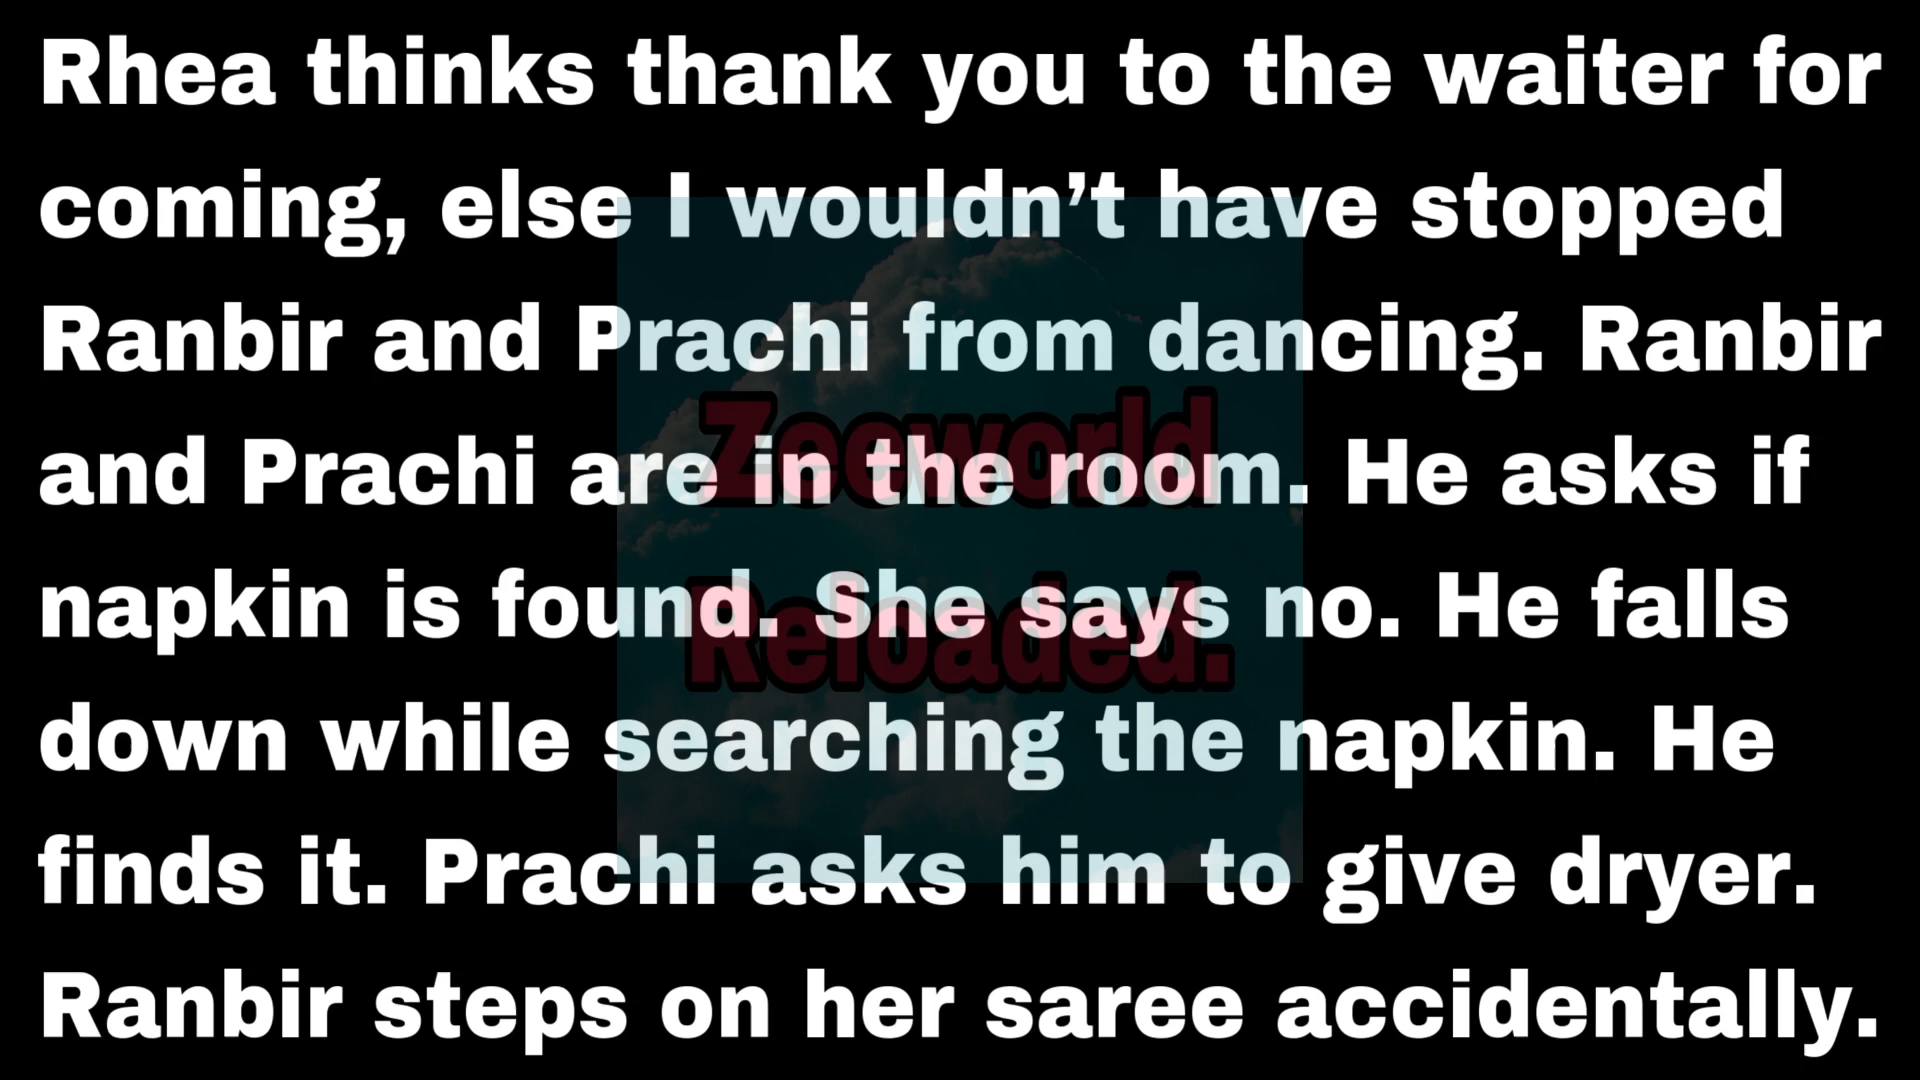 Rhea thinks thank you to the waiter for
coming, else I wouldn’t have stopped
Ranbir and Prachi from dancing. Ranbir
and Prachi are in the room. He asks if
napkin is found. She says no. He falls
down while searching the napkin. He
finds it. Prachi asks him to give dryer.
Ranbir steps on her saree accidentally.
Zeeworld
Reloaded.